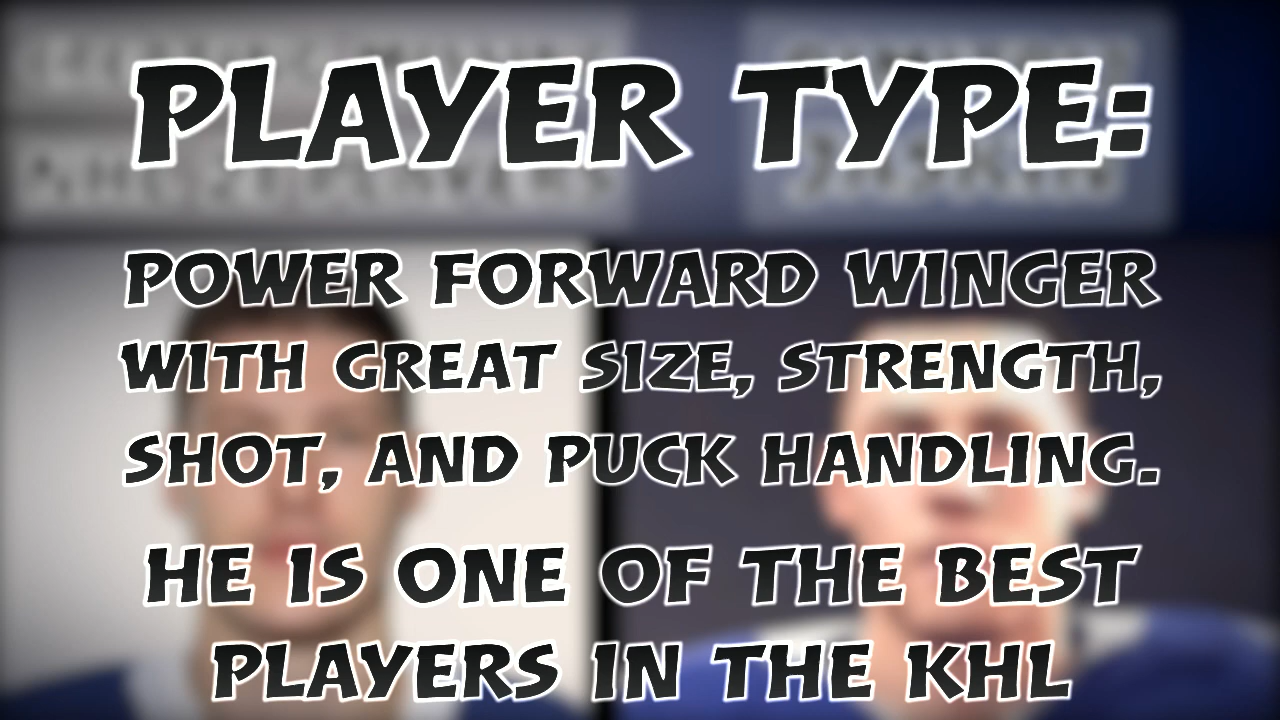 PLAYER TYPE:
POWER FORWARD WINGER
WITH GREAT SIZE, STRENGTH,
SHOT, AND PUCK HANDLING.
HE IS ONE OF THE BEST
PLAYERS IN THE KHL